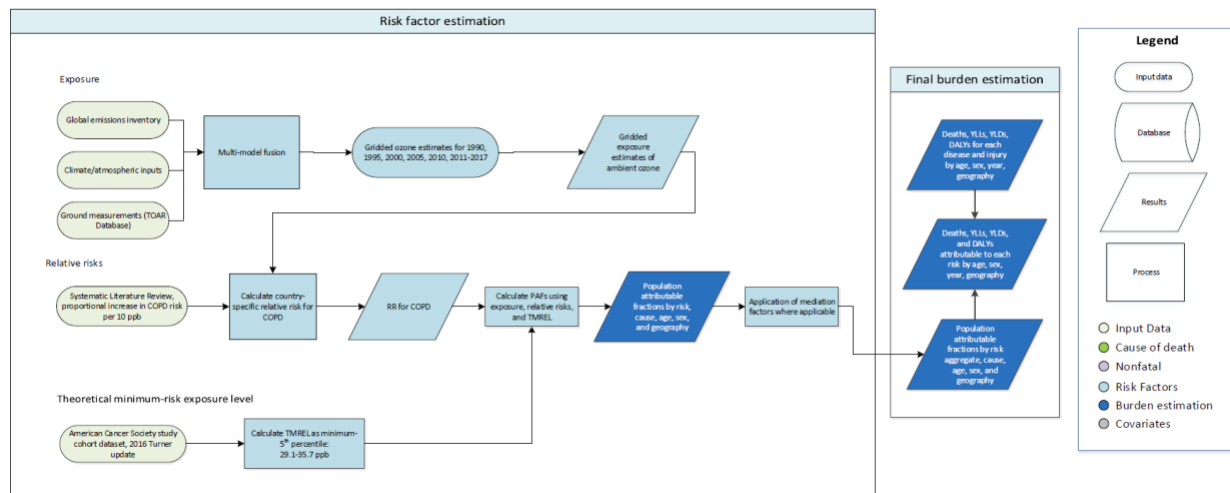 Risk factor estimation
Exposure
Global emissions inventory
Climate/atmospheric inputs
Ground measurements (TOAR
Database)
Multi-model fusion
Gridded ozone estimates for 1990,
1995, 2000, 2005, 2010, 2011-2017
Gridded
exposure
estimates of
ambient ozone
Relative risks
Systematic Literature Review,
proportional increase in COPD risk
per 10 ppb
Calculate country-
specific relative risk for
COPD
RR for COPD
Calculate PAFs using
exposure, relative risks,
and TMREL
Population
attributable
fractions by risk,
cause, age, sex,
and geography
Application of mediation
factors where applicable
Theoretical minimum-risk exposure level
American Cancer Society study
cohort dataset, 2016 Turner
update
Calculate TMREL as minimum-
5th percentile:
29.1-35.7 ppb
Final burden estimation
Deaths, YLLs, YLDs,
DALYs for each
disease and injury
by age, sex, year,
geography
Deaths, YLLs, YLDs,
and DALYs
attributable to each
risk by age, sex,
year, geography
Population
attributable
fractions by risk
aggregate, cause,
age, sex, and
geography
Legend
Input data
Database
Results
Process
Input Data
Cause of death
Nonfatal
Risk Factors
Burden estimation
Covariates